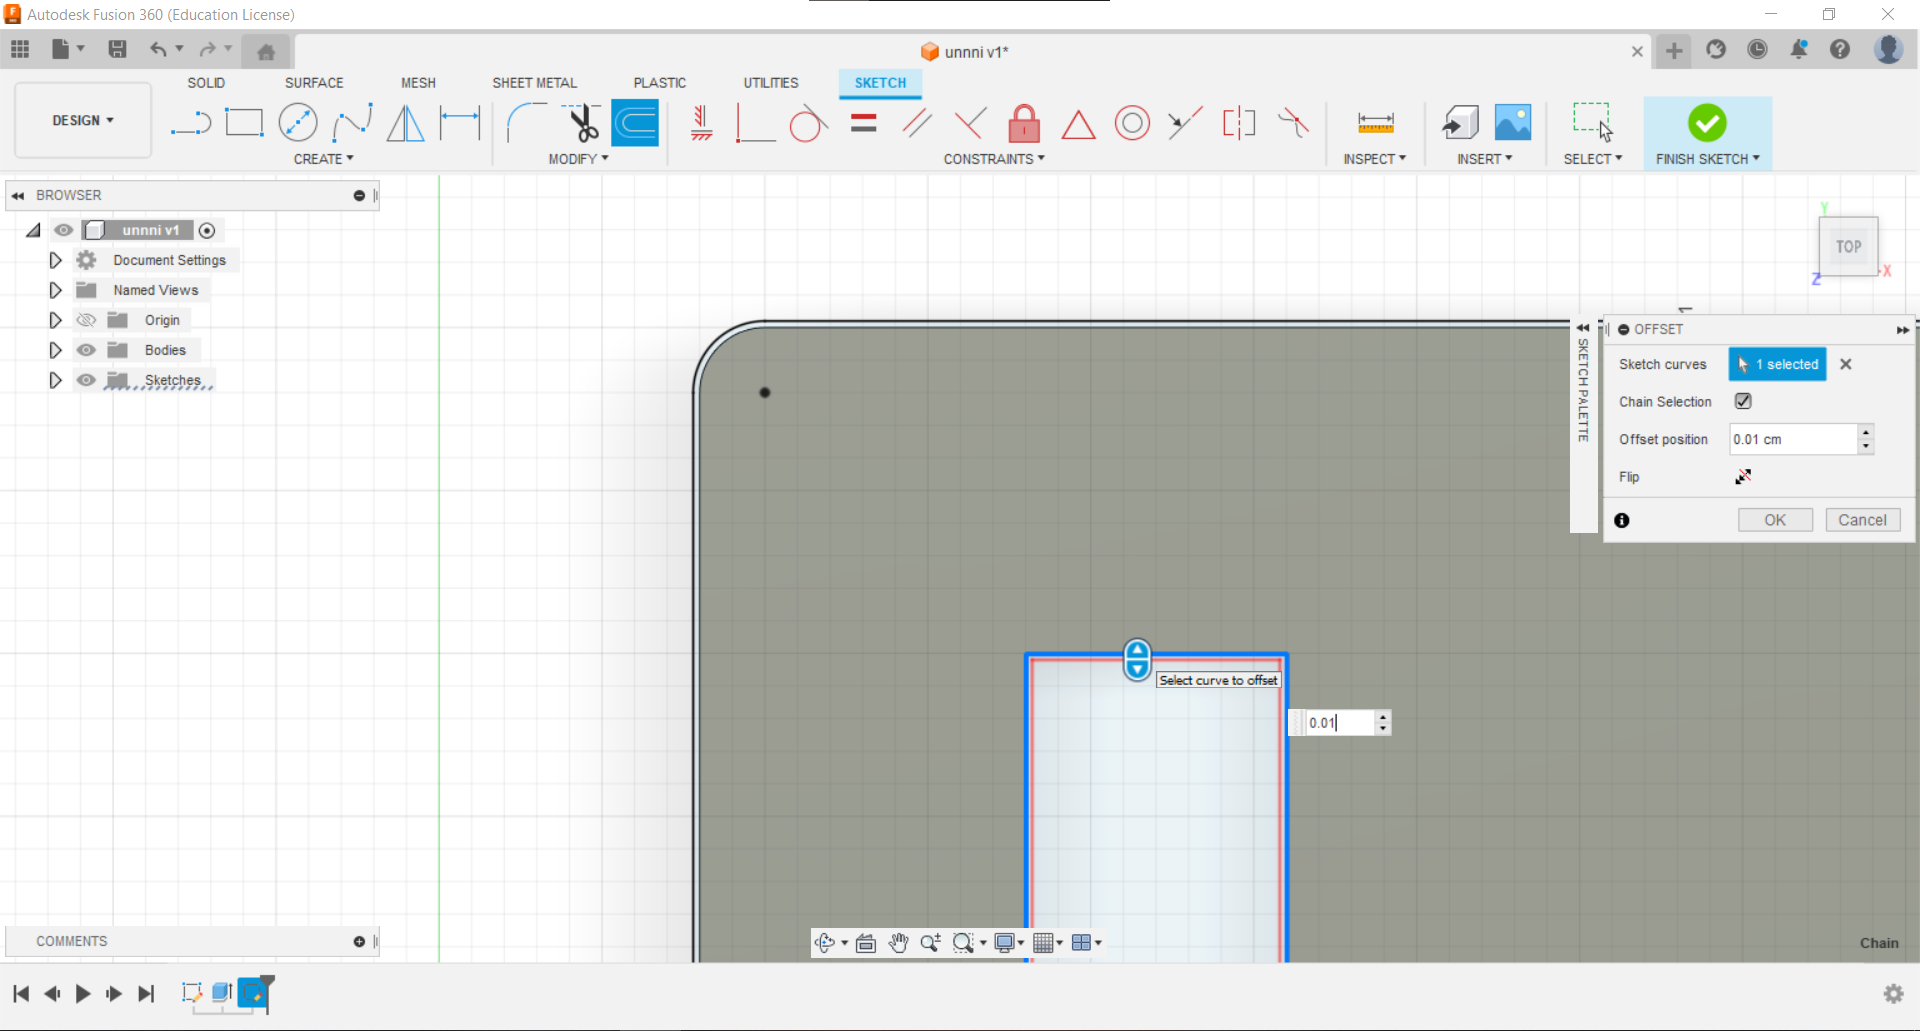 Autodesk Fusion 360 (Education License)
unnni v1*
SOLID
SURFACE
MESH
SHEET METAL
PLASTIC
UTILITIES
SKETCH
DESIGN
CREATE
MODIFY
CONSTRAINTS
INSPECT
INSERT
SELECT
FINISH SKETCH
BROWSER
unnni v1
Document Settings
Named Views
Origin
Bodies
Sketches
Y
TOP
X
Z
SKETCH PALETTE
OFFSET
Sketch curves
1 selected
Chain Selection
Offset position
0.01 cm
Flip
OK
Cancel
Select curve to offset
0.01
COMMENTS
Chain